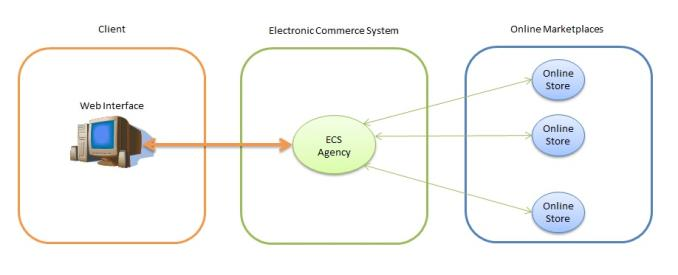 Client
Electronic Commerce System
Online Marketplaces
Web Interface
ECS
Agency
Online
Store
Online
Store
Online
Store